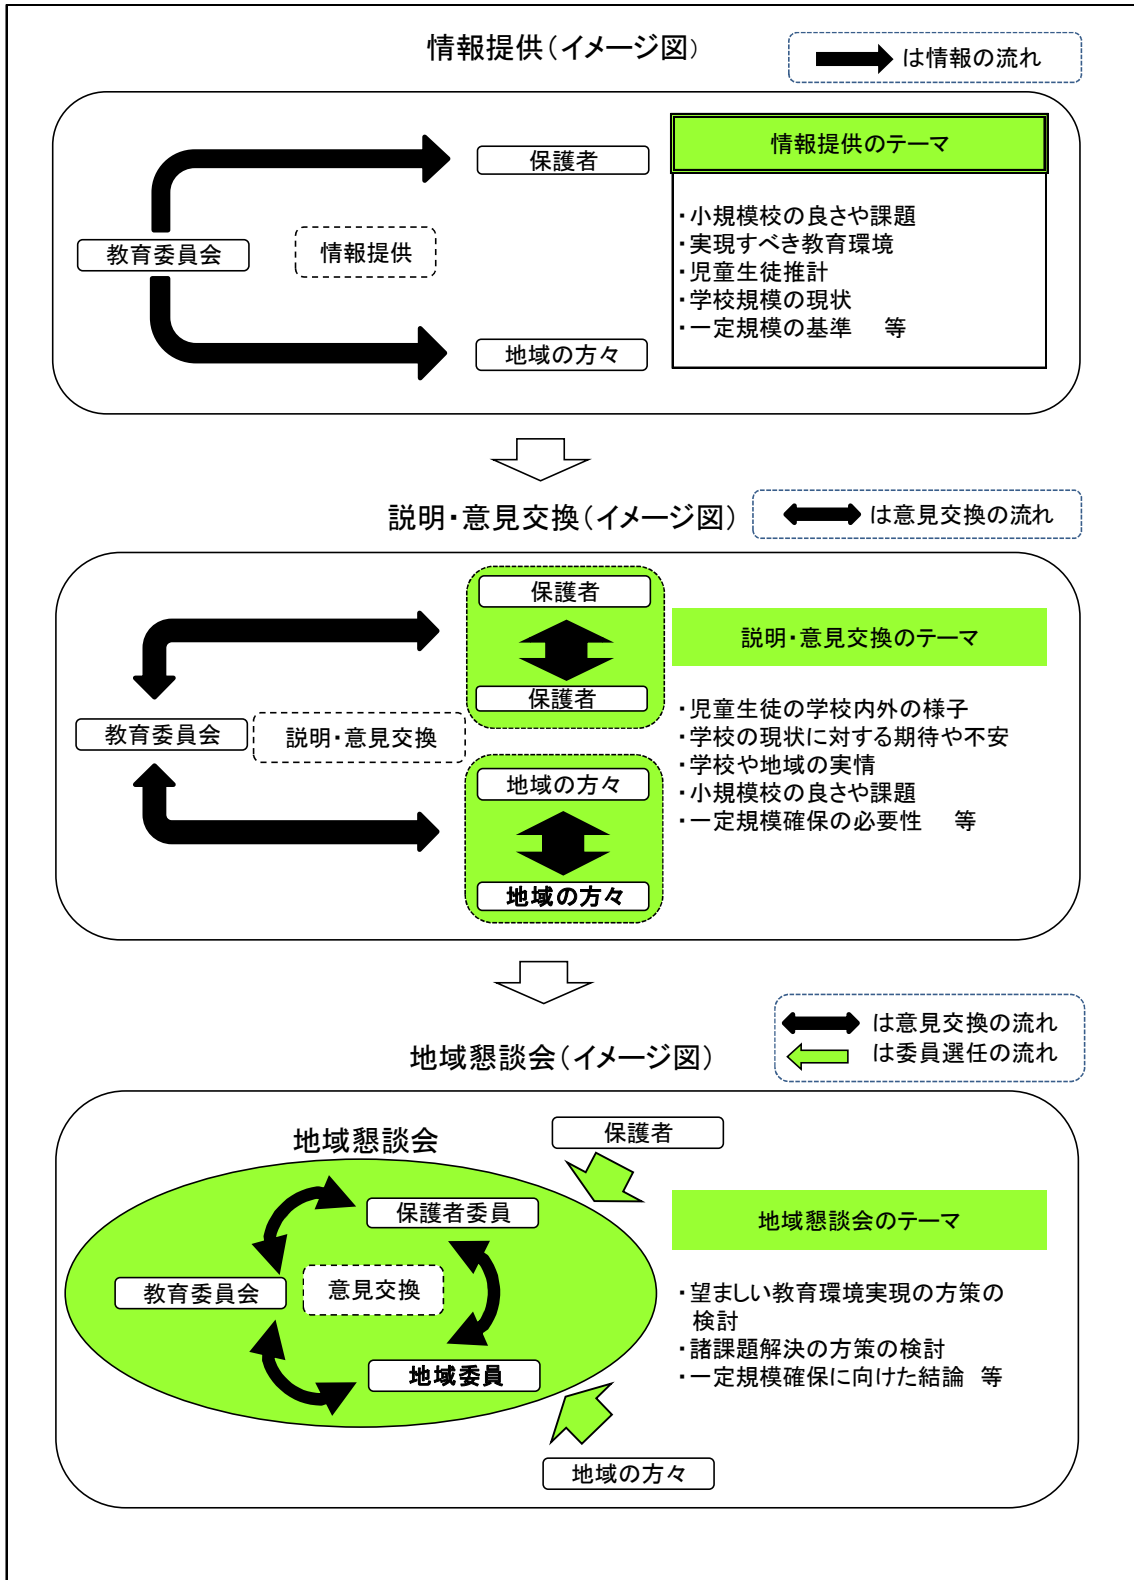 情報提供（イメージ図）
は情報の流れ
保護者
情報提供のテーマ
教育委員会
情報提供
・小規模校の良さや課題
・実現すべき教育環境
・児童生徒推計
・学校規模の現状
・一定規模の基準　等
地域の方々
説明・意見交換（イメージ図）
は意見交換の流れ
保護者
保護者
説明・意見交換のテーマ
教育委員会
説明・意見交換
・児童生徒の学校内外の様子
・学校の現状に対する期待や不安
・学校や地域の実情
・小規模校の良さや課題
・一定規模確保の必要性　等
地域の方々
地域の方々
は意見交換の流れ
は委員選任の流れ
地域懇談会（イメージ図）
地域懇談会
保護者
保護者委員
地域懇談会のテーマ
教育委員会
意見交換
・望ましい教育環境実現の方策の
検討
・諸課題解決の方策の検討
・一定規模確保に向けた結論　等
地域委員
地域の方々